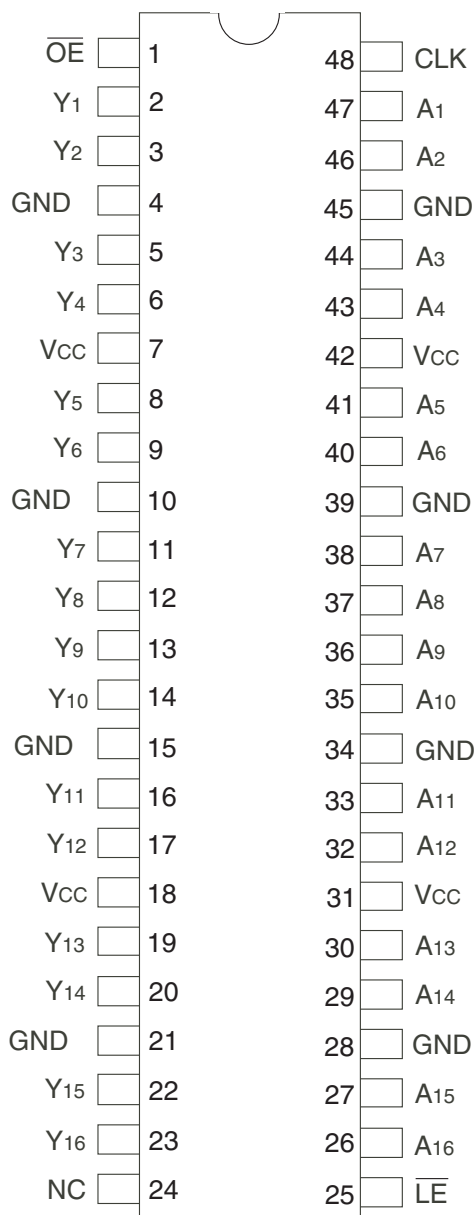 O̅E̅ 1 48 CLK
Y1 2 47 A1
Y2 3 46 A2
GND 4 45 GND
Y3 5 44 A3
Y4 6 43 A4
VCC 7 42 VCC
Y5 8 41 A5
Y6 9 40 A6
GND 10 39 GND
Y7 11 38 A7
Y8 12 37 A8
Y9 13 36 A9
Y10 14 35 A10
GND 15 34 GND
Y11 16 33 A11
Y12 17 32 A12
VCC 18 31 VCC
Y13 19 30 A13
Y14 20 29 A14
GND 21 28 GND
Y15 22 27 A15
Y16 23 26 A16
NC 24 25 L̅E̅